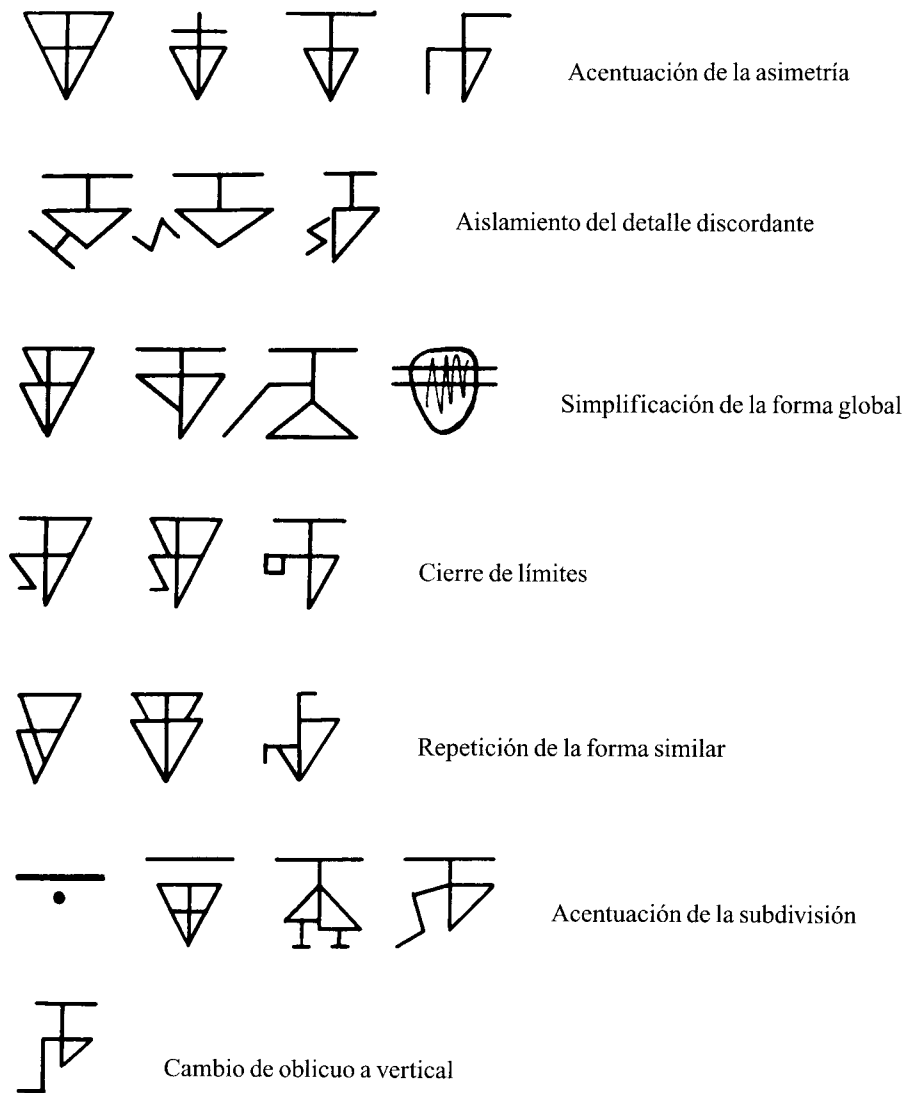 Acentuación de la asimetría
Aislamiento del detalle discordante
Simplificación de la forma global
Cierre de límites
Repetición de la forma similar
Acentuación de la subdivisión
Cambio de oblicuo a vertical